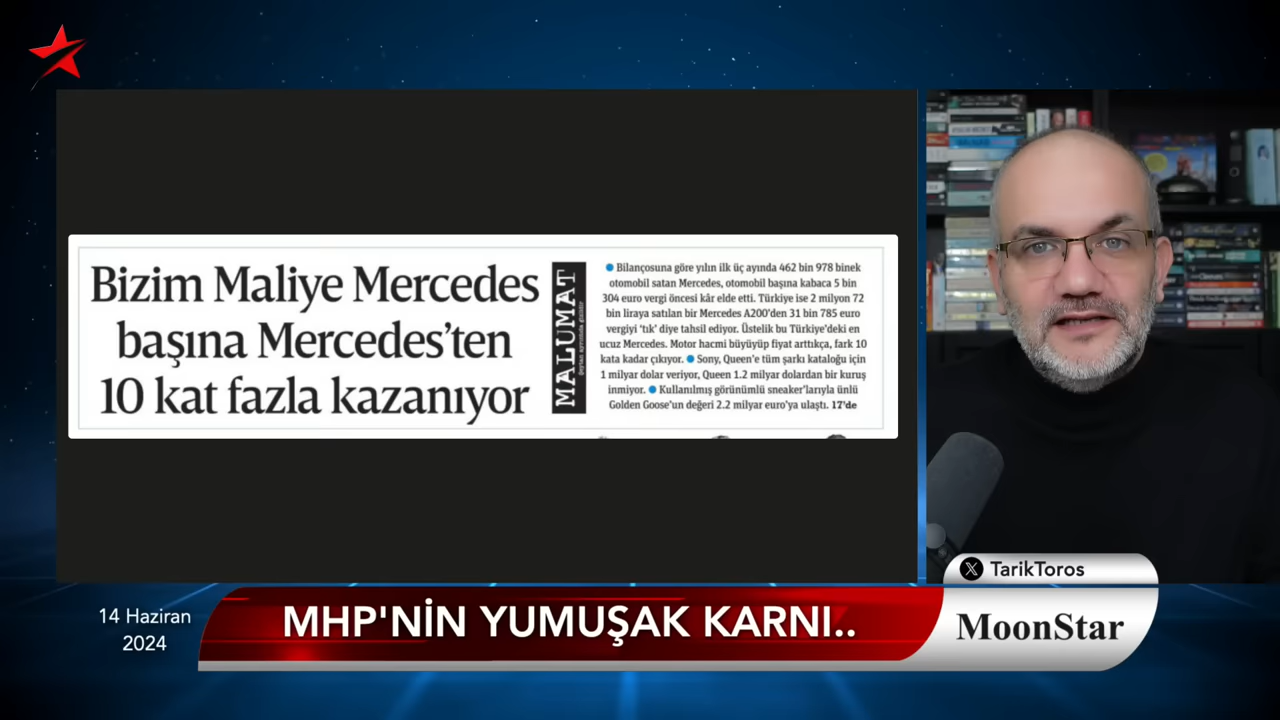 Bizim Maliye Mercedes
başına Mercedes'ten
10 kat fazla kazanıyor
MALUMAT
Bilançosuna göre yılın ilk üç ayında 462 bin 978 binek
otomobil satan Mercedes, otomobil başına kabaca 5 bin
304 euro vergi öncesi kâr elde etti. Türkiye ise 2 milyon 72
bin liraya satılan bir Mercedes A200'den 31 bin 785 euro
vergiyi 'tık' diye tahsil ediyor. Üstelik bu Türkiye'deki en
ucuz Mercedes. Motor hacmi büyüyüp fiyat arttıkça, fark 10
kata kadar çıkıyor. ● Sony, Queen'e tüm şarkı kataloğu için
1 milyar dolar veriyor, Queen 1.2 milyar dolardan bir kuruş
inmiyor. ● Kullanılmış görünümlü sneaker'larıyla ünlü
Golden Goose'un değeri 2.2 milyar euro'ya ulaştı. 17'de
TarikToros
MoonStar
14 Haziran
2024
MHP'NİN YUMUŞAK KARNI..